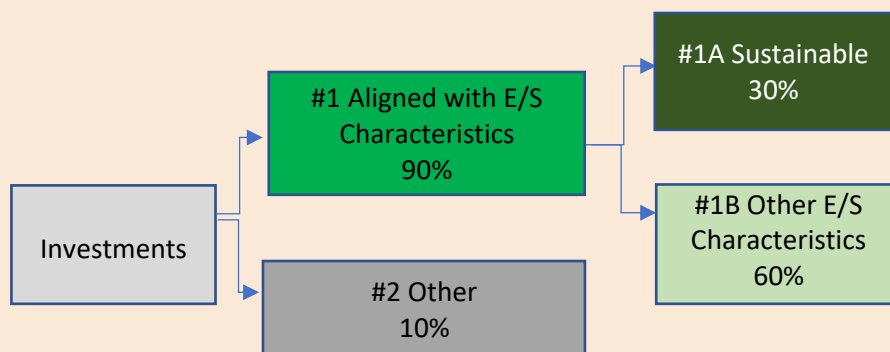 Investments
#1 Aligned with E/S
Characteristics
90%
#2 Other
10%
#1A Sustainable
30%
#1B Other E/S
Characteristics
60%